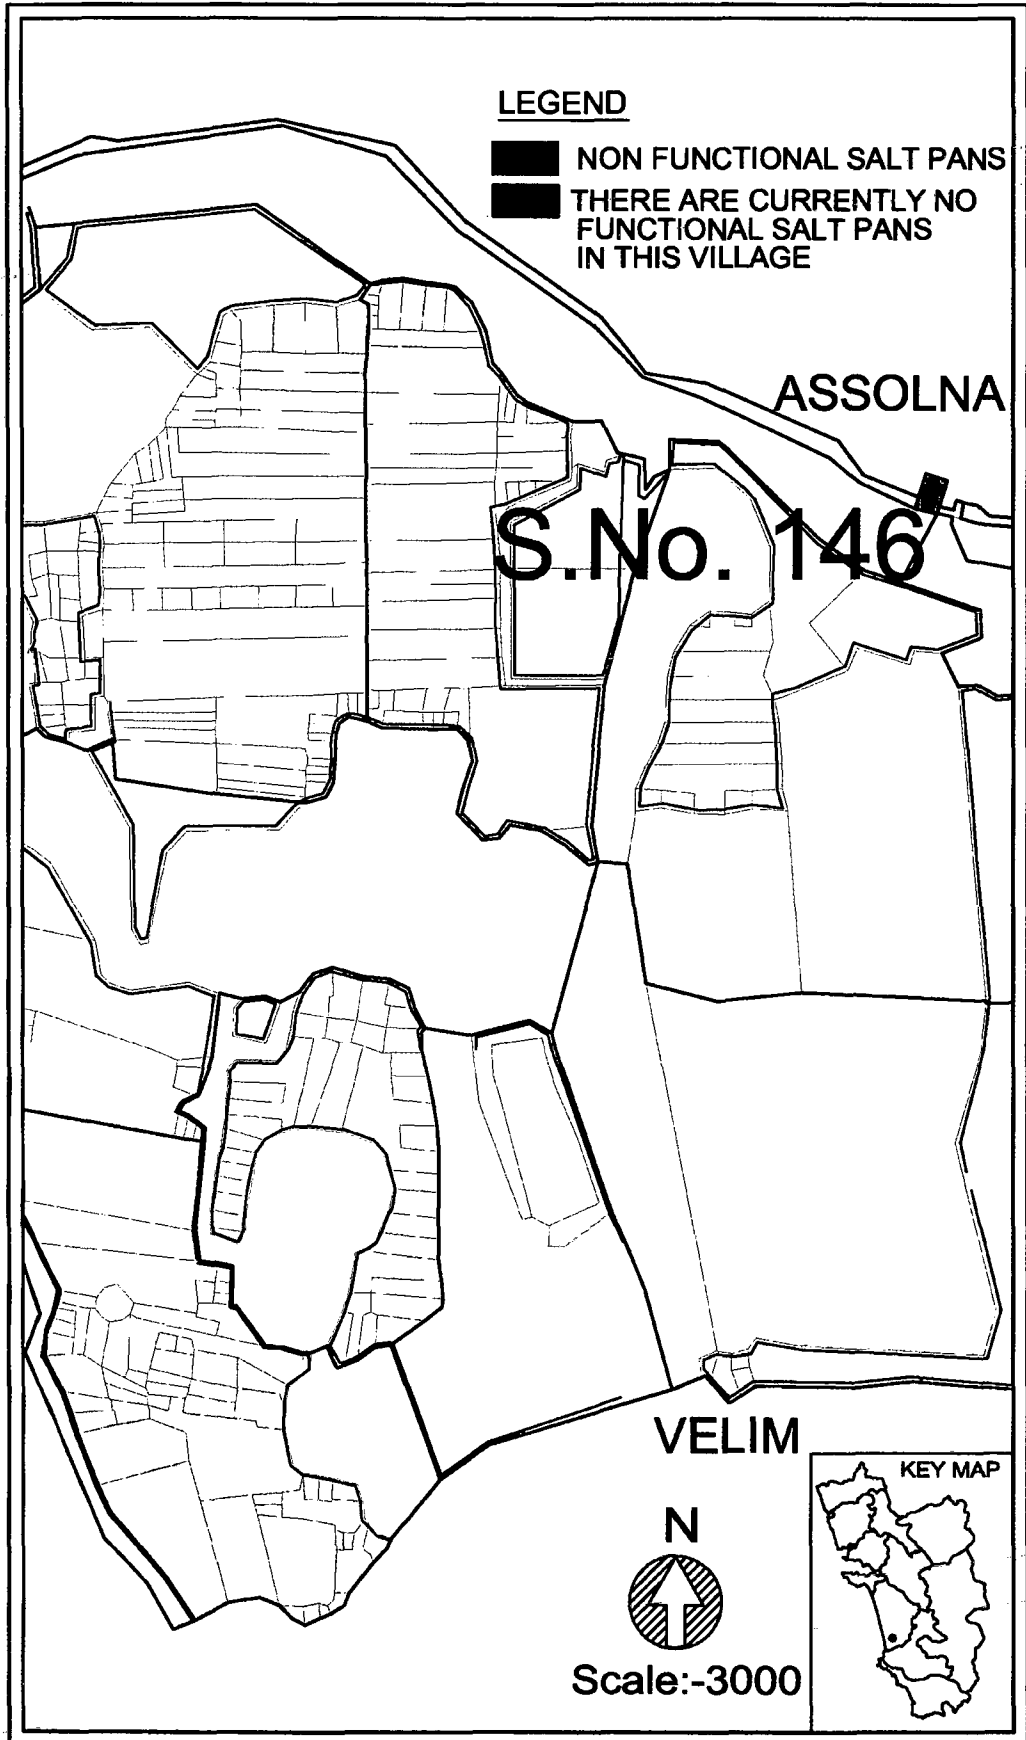 LEGEND
NON FUNCTIONAL SALT PANS
THERE ARE CURRENTLY NO
FUNCTIONAL SALT PANS
IN THIS VILLAGE
ASSOLNA
S.No. 146
VELIM
KEY MAP
N
Scale:-3000